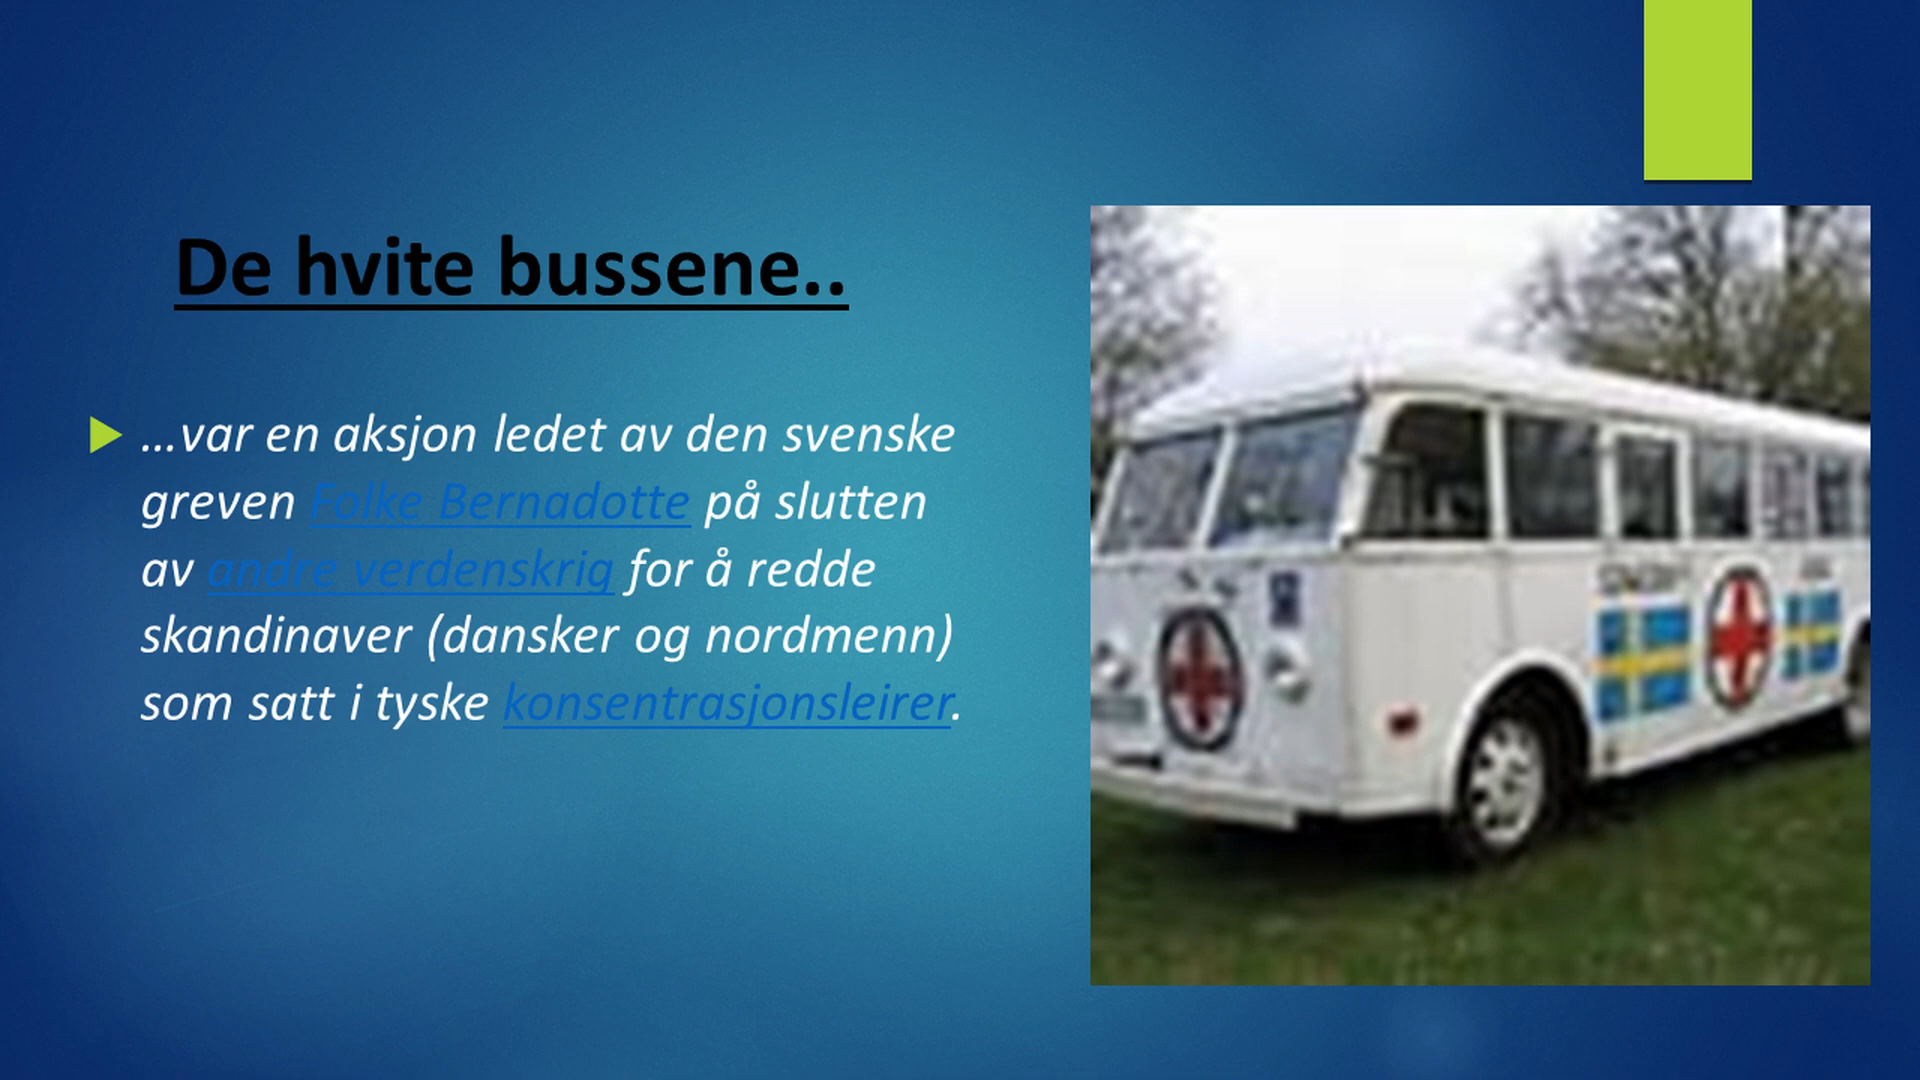 De hvite bussene..
...var en aksjon ledet av den svenske
greven Folke Bernadotte på slutten
av andre verdenskrig for å redde
skandinaver (dansker og nordmenn)
som satt i tyske konsentrasjonsleirer.